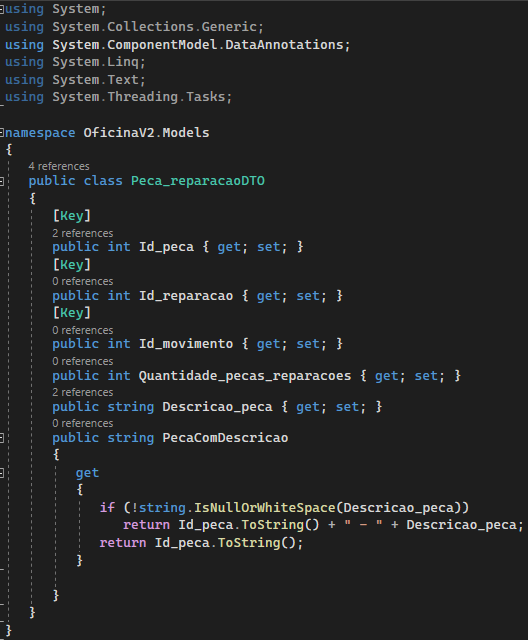 using System;
using System.Collections.Generic;
using System.ComponentModel.DataAnnotations;
using System.Linq;
using System.Text;
using System.Threading.Tasks;
namespace OficinaV2.Models
{
4 references
public class Peca_reparacaoDTO
{
[Key]
2 references
public int Id_peca { get; set; }
[Key]
0 references
public int Id_reparacao { get; set; }
[Key]
0 references
public int Id_movimento { get; set; }
0 references
public int Quantidade_pecas_reparacoes { get; set; }
2 references
public string Descricao_peca { get; set; }
0 references
public string PecaComDescricao
{
get
{
if (!string.IsNullOrWhiteSpace(Descricao_peca))
return Id_peca.ToString() + " - " + Descricao_peca;
return Id_peca.ToString();
}
}
}
}